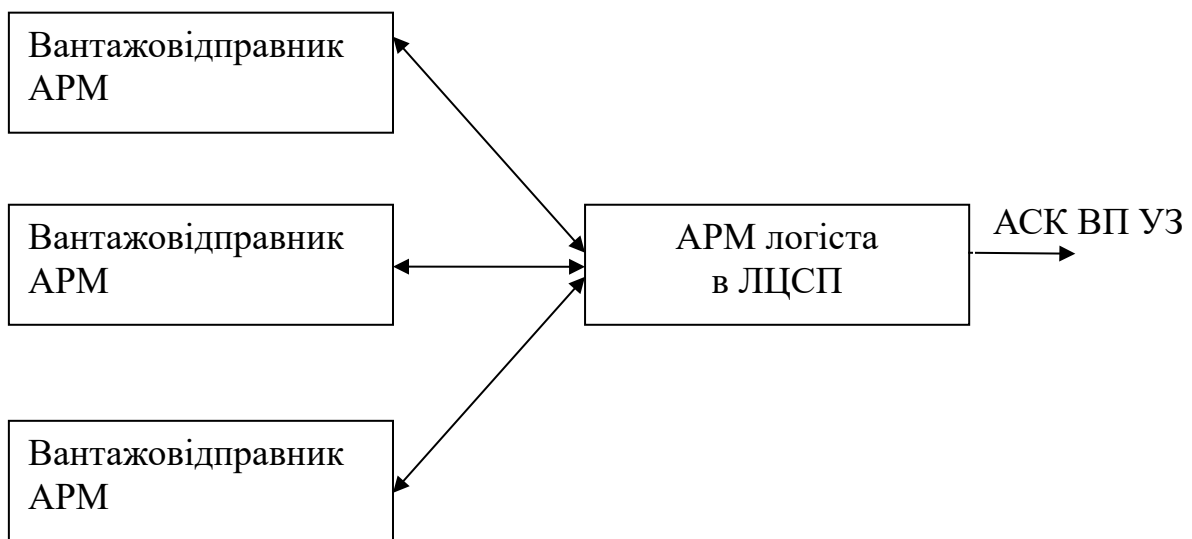 Вантажовідправник
АРМ
Вантажовідправник
АРМ
АРМ логіста
в ЛЦСП
АСК ВП УЗ
Вантажовідправник
АРМ